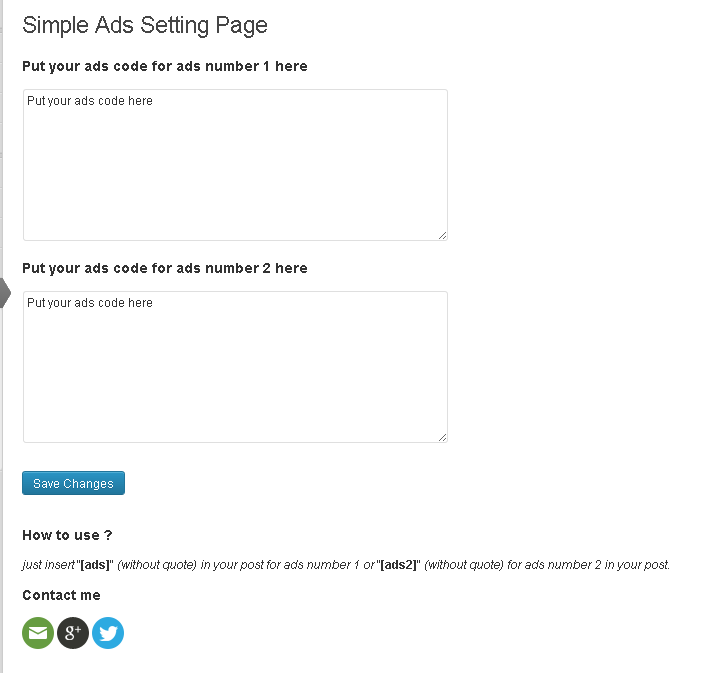 Simple Ads Setting Page
Put your ads code for ads number 1 here
Put your ads code here
Put your ads code for ads number 2 here
Put your ads code here
Save Changes
How to use ?
just insert "[ads]" (without quote) in your post for ads number 1 or "[ads2]" (without quote) for ads number 2 in your post.
Contact me
g+